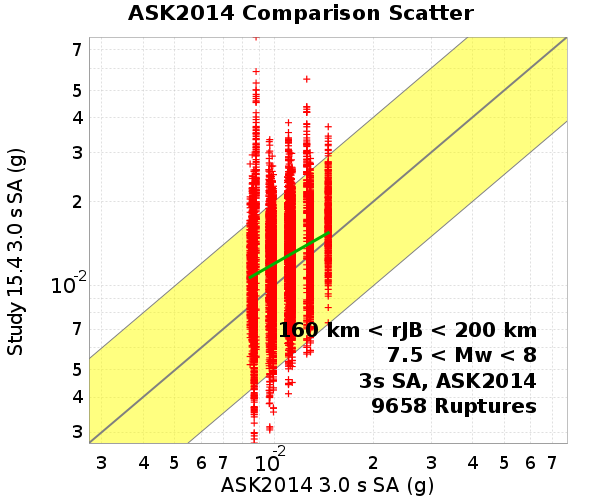 ASK2014 Comparison Scatter
Study 15.4 3.0 s SA (g)
7
5
4
3
2
10-2
7
5
4
3
160 km < rJB < 200 km
7.5 < Mw < 8
3s SA, ASK2014
9658 Ruptures
3 4 5 6 7 10-2 2 3 4 5 6 7
ASK2014 3.0 s SA (g)